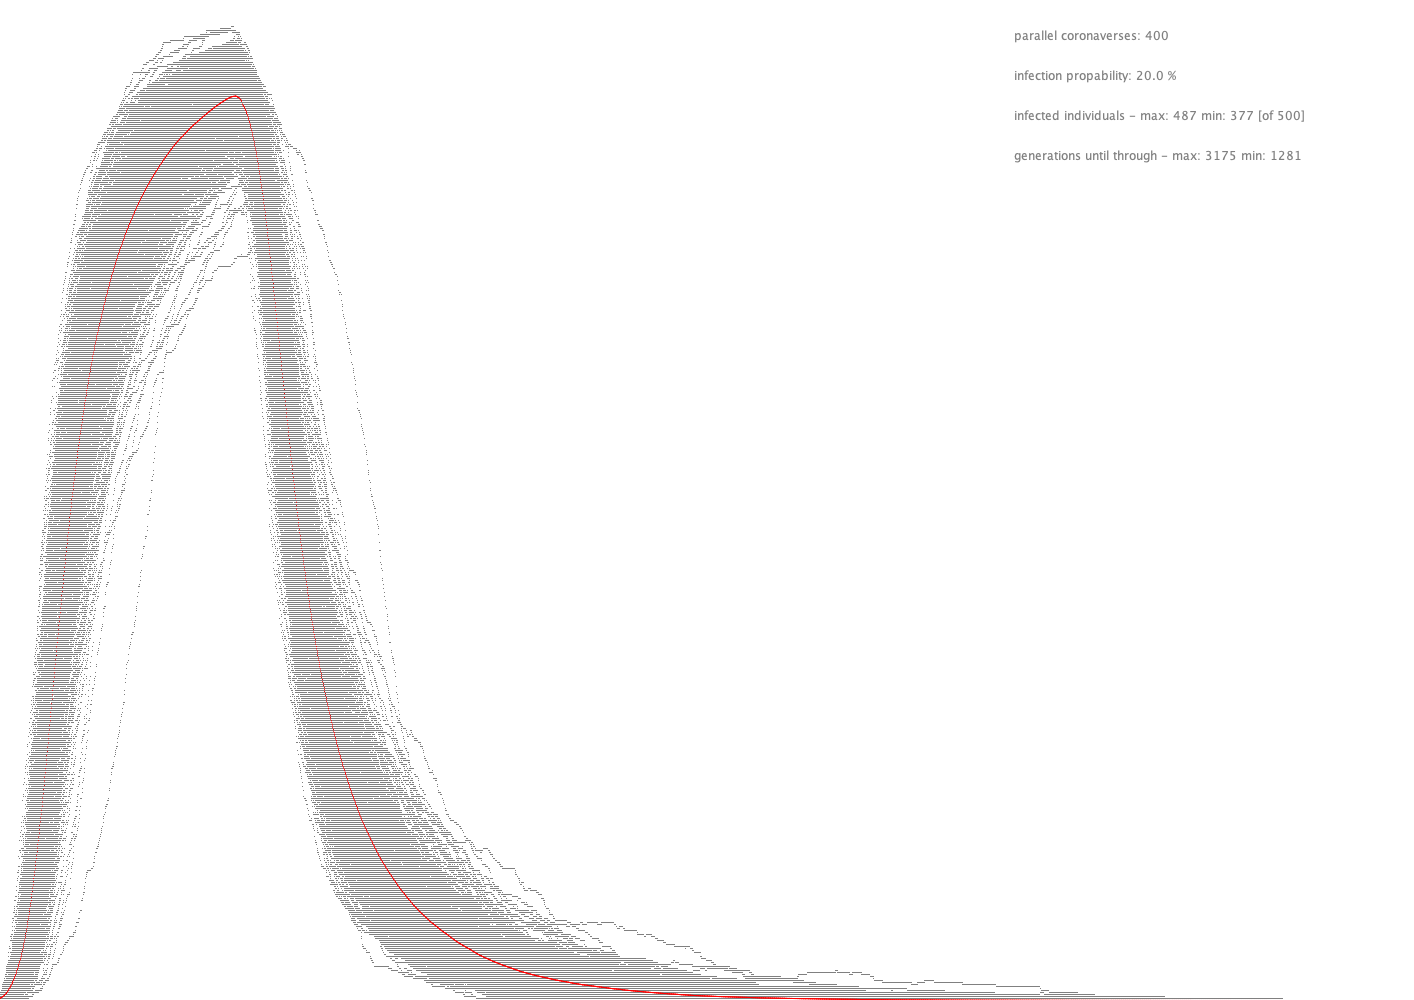 parallel coronaverses: 400
infection propability: 20.0 %
infected individuals – max: 487 min: 377 [of 500]
generations until through – max: 3175 min: 1281